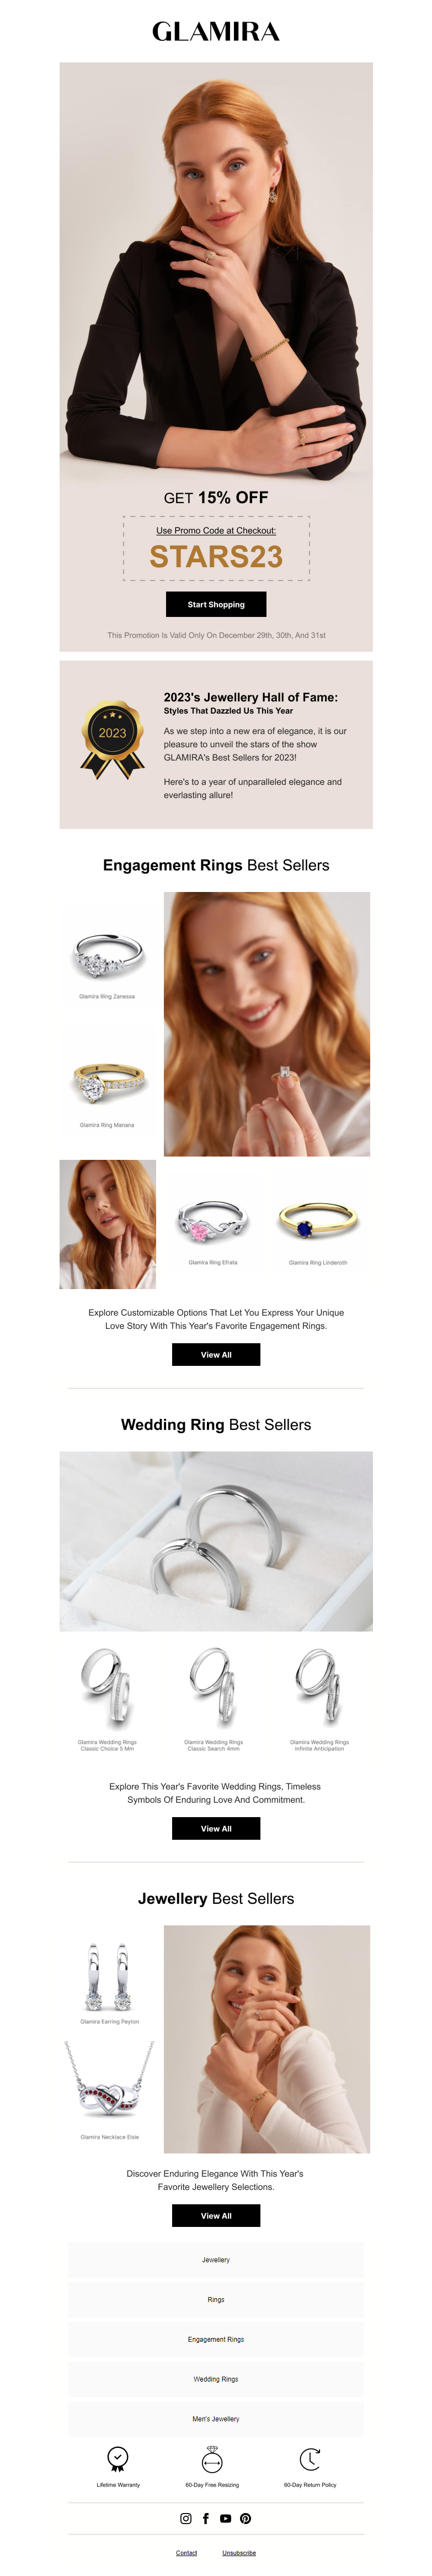 GLAMIRA
GET 15% OFF
Use Promo Code at Checkout:
STARS23
Start Shopping
This Promotion Is Valid Only On December 29th, 30th, And 31st
2023
2023's Jewellery Hall of Fame:
Styles That Dazzled Us This Year
As we step into a new era of elegance, it is our
pleasure to unveil the stars of the show
GLAMIRA's Best Sellers for 2023!
Here's to a year of unparalleled elegance and
everlasting allure!
Engagement Rings Best Sellers
Glamira Ring Zanessa
Glamira Ring Manana
Glamira Ring Efrata
Glamira Ring Linderoth
Explore Customizable Options That Let You Express Your Unique
Love Story With This Year's Favorite Engagement Rings.
View All
Wedding Ring Best Sellers
Glamira Wedding Rings
Classic Choice 5 Mm
Glamira Wedding Rings
Classic Search 4mm
Glamira Wedding Rings
Infinite Anticipation
Explore This Year's Favorite Wedding Rings, Timeless
Symbols Of Enduring Love And Commitment.
View All
Jewellery Best Sellers
Glamira Earring Peyton
Glamira Necklace Elsie
Discover Enduring Elegance With This Year's
Favorite Jewellery Selections.
View All
Jewellery
Rings
Engagement Rings
Wedding Rings
Men's Jewellery
Lifetime Warranty
60-Day Free Resizing
60-Day Return Policy
Contact
Unsubscribe